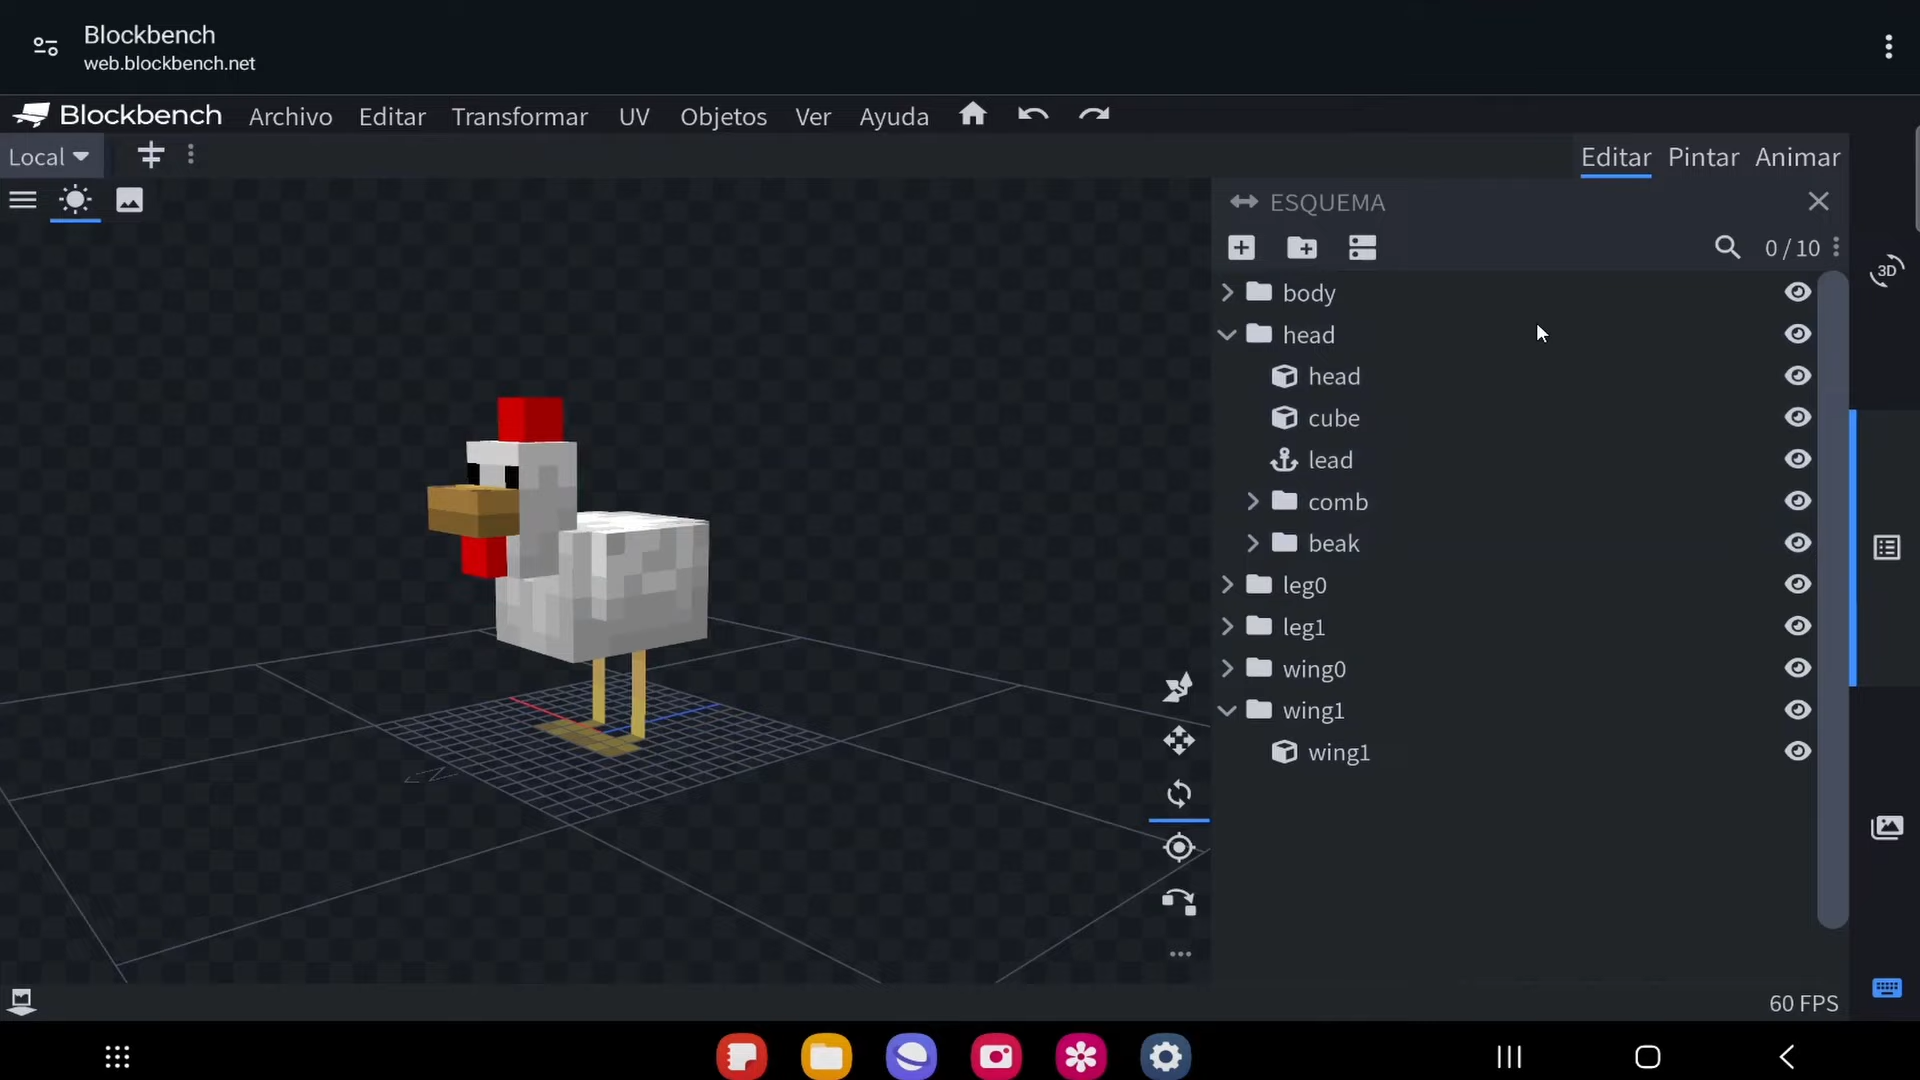 Blockbench
web.blockbench.net
Blockbench Archivo Editar Transformar UV Objetos Ver Ayuda
Local
Editar Pintar Animar
ESQUEMA
0 / 10
body
head
head
cube
lead
comb
beak
leg0
leg1
wing0
wing1
wing1
3D
60 FPS